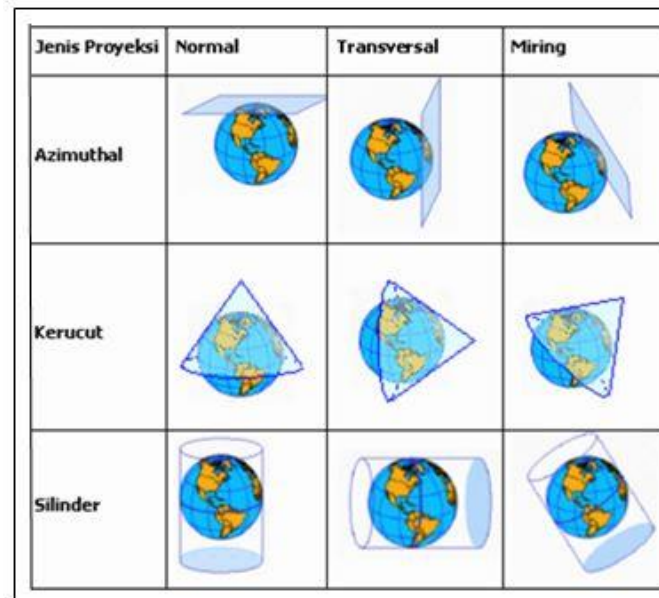 Jenis Proyeksi Normal Transversal Miring
Azimuthal
Kerucut
Silinder